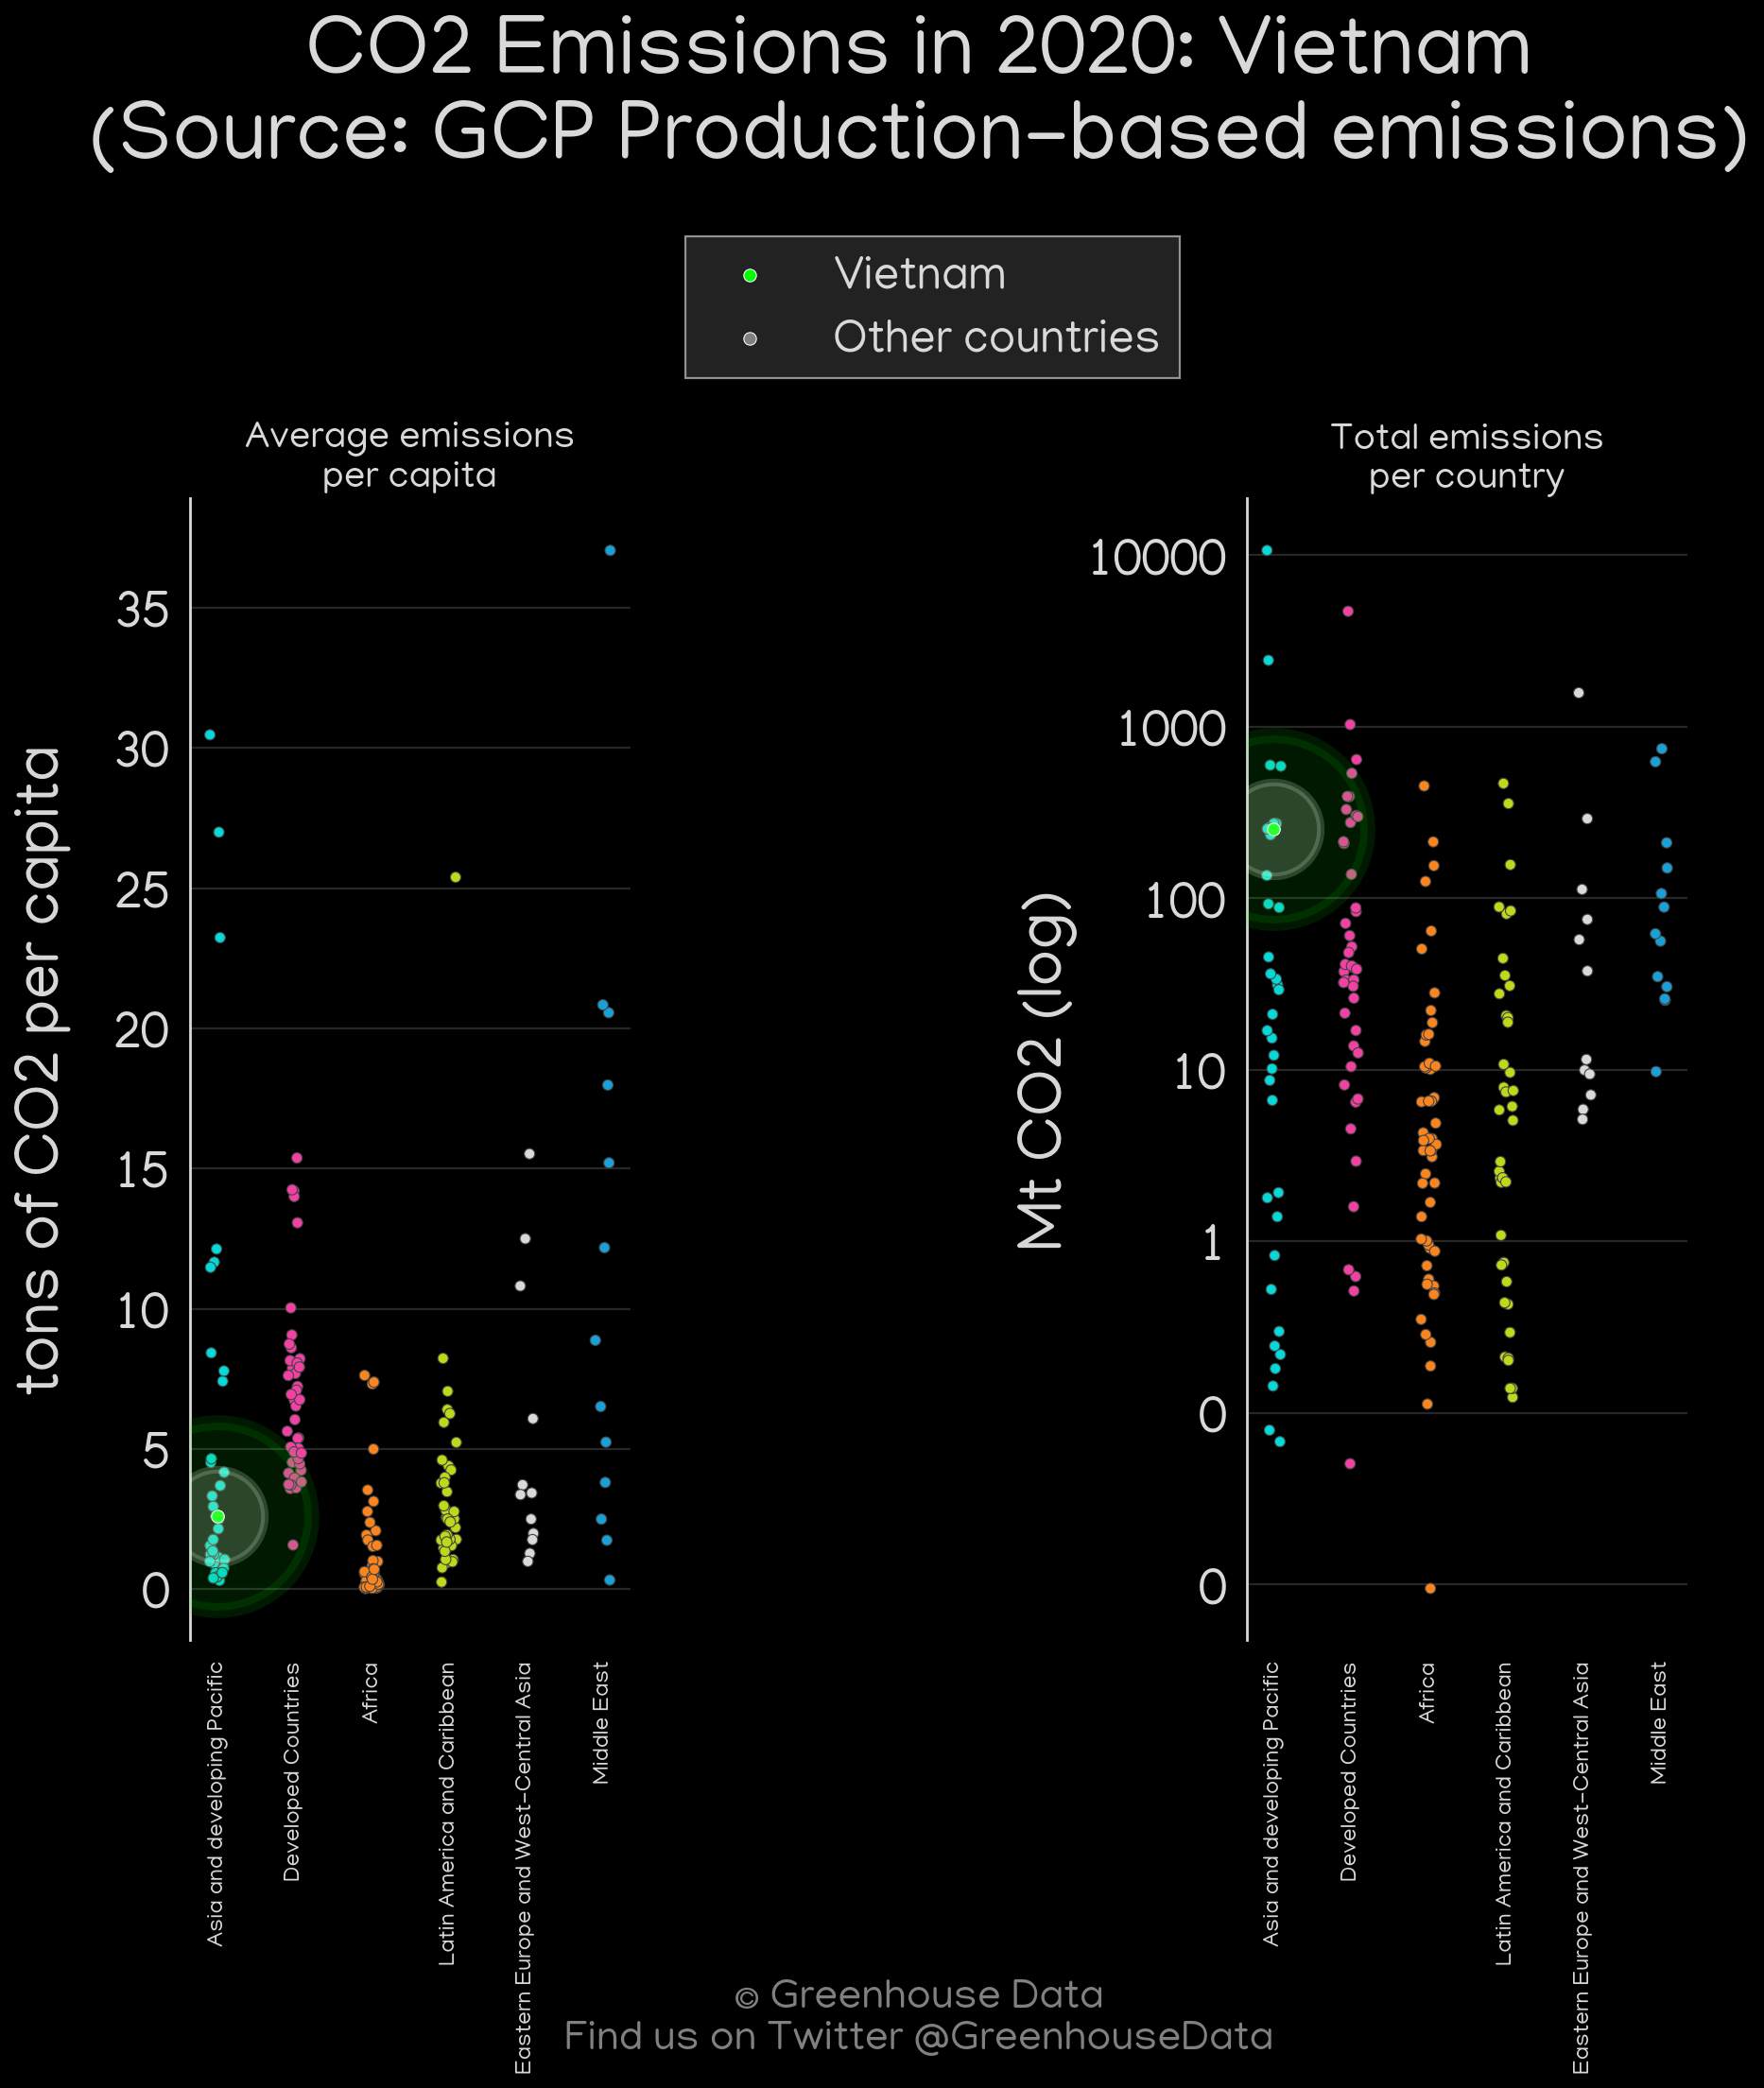 CO2 Emissions in 2020: Vietnam
(Source: GCP Production-based emissions)
Vietnam
Other countries
Average emissions
per capita
tons of CO2 per capita
35
30
25
20
15
10
5
0
Asia and developing Pacific
Developed Countries
Africa
Latin America and Caribbean
Eastern Europe and West-Central Asia
Middle East
Total emissions
per country
Mt CO2 (log)
10000
1000
100
10
1
0
0
Asia and developing Pacific
Developed Countries
Africa
Latin America and Caribbean
Eastern Europe and West-Central Asia
Middle East
© Greenhouse Data
Find us on Twitter @GreenhouseData